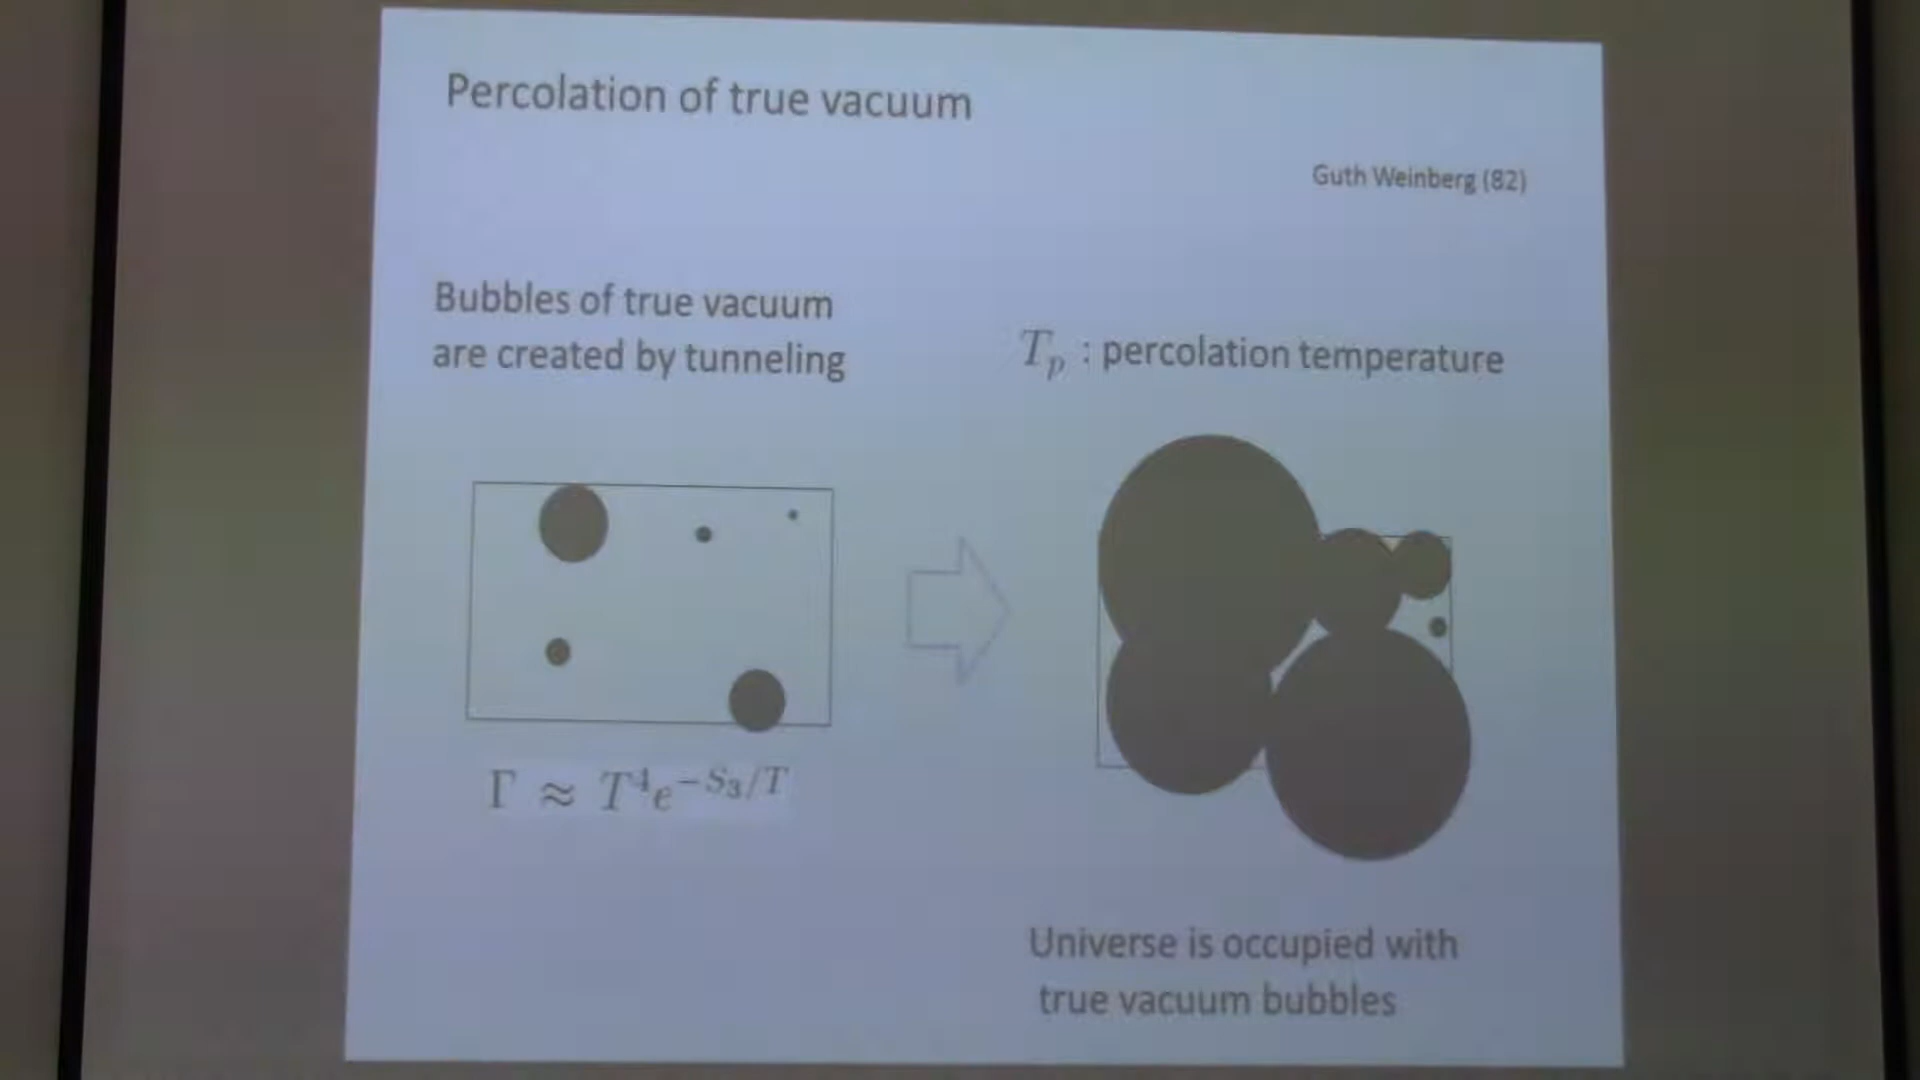 Percolation of true vacuum
Guth Weinberg (82)
Bubbles of true vacuum
are created by tunneling
T_p : percolation temperature
Γ ≈ T⁴e^{−S₃/T}
Universe is occupied with
true vacuum bubbles